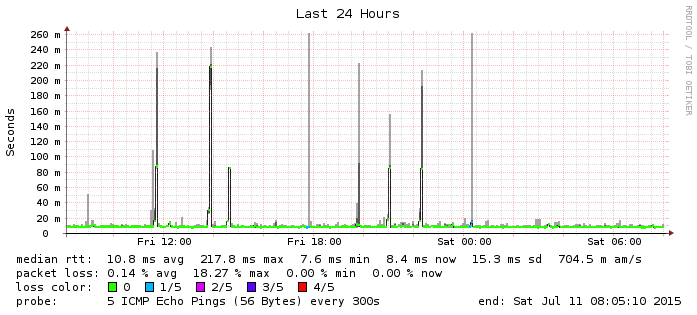 Last 24 Hours
RRDTOOL / TOBI OETIKER
Seconds
260 m
240 m
220 m
200 m
180 m
160 m
140 m
120 m
100 m
80 m
60 m
40 m
20 m
0
Fri 12:00 Fri 18:00 Sat 00:00 Sat 06:00
median rtt: 10.8 ms avg 217.8 ms max 7.6 ms min 8.4 ms now 15.3 ms sd 704.5 m am/s
packet loss: 0.14 % avg 18.27 % max 0.00 % min 0.00 % now
loss color: 0 1/5 2/5 3/5 4/5
probe: 5 ICMP Echo Pings (56 Bytes) every 300s end: Sat Jul 11 08:05:10 2015